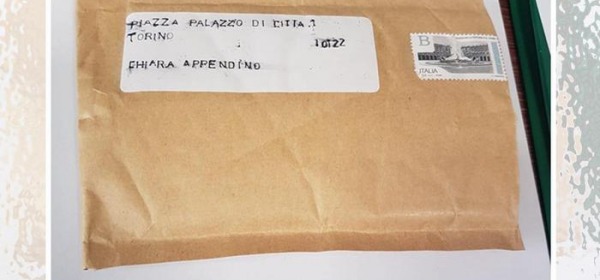 PIAZZA PALAZZO DI CITTA 1
TORINO 10122
CHIARA APPENDINO
B
ITALIA